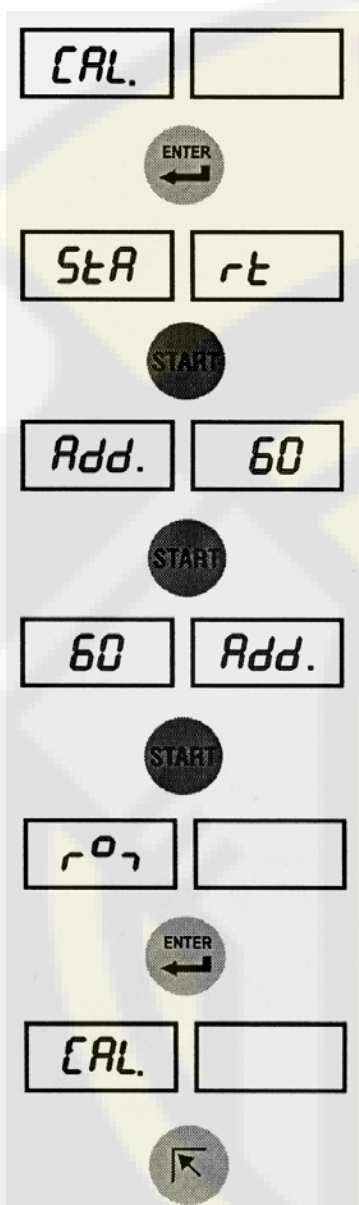 CAL.
ENTER
StA rt
START
Add. 60
START
60 Add.
START
ENTER
CAL.